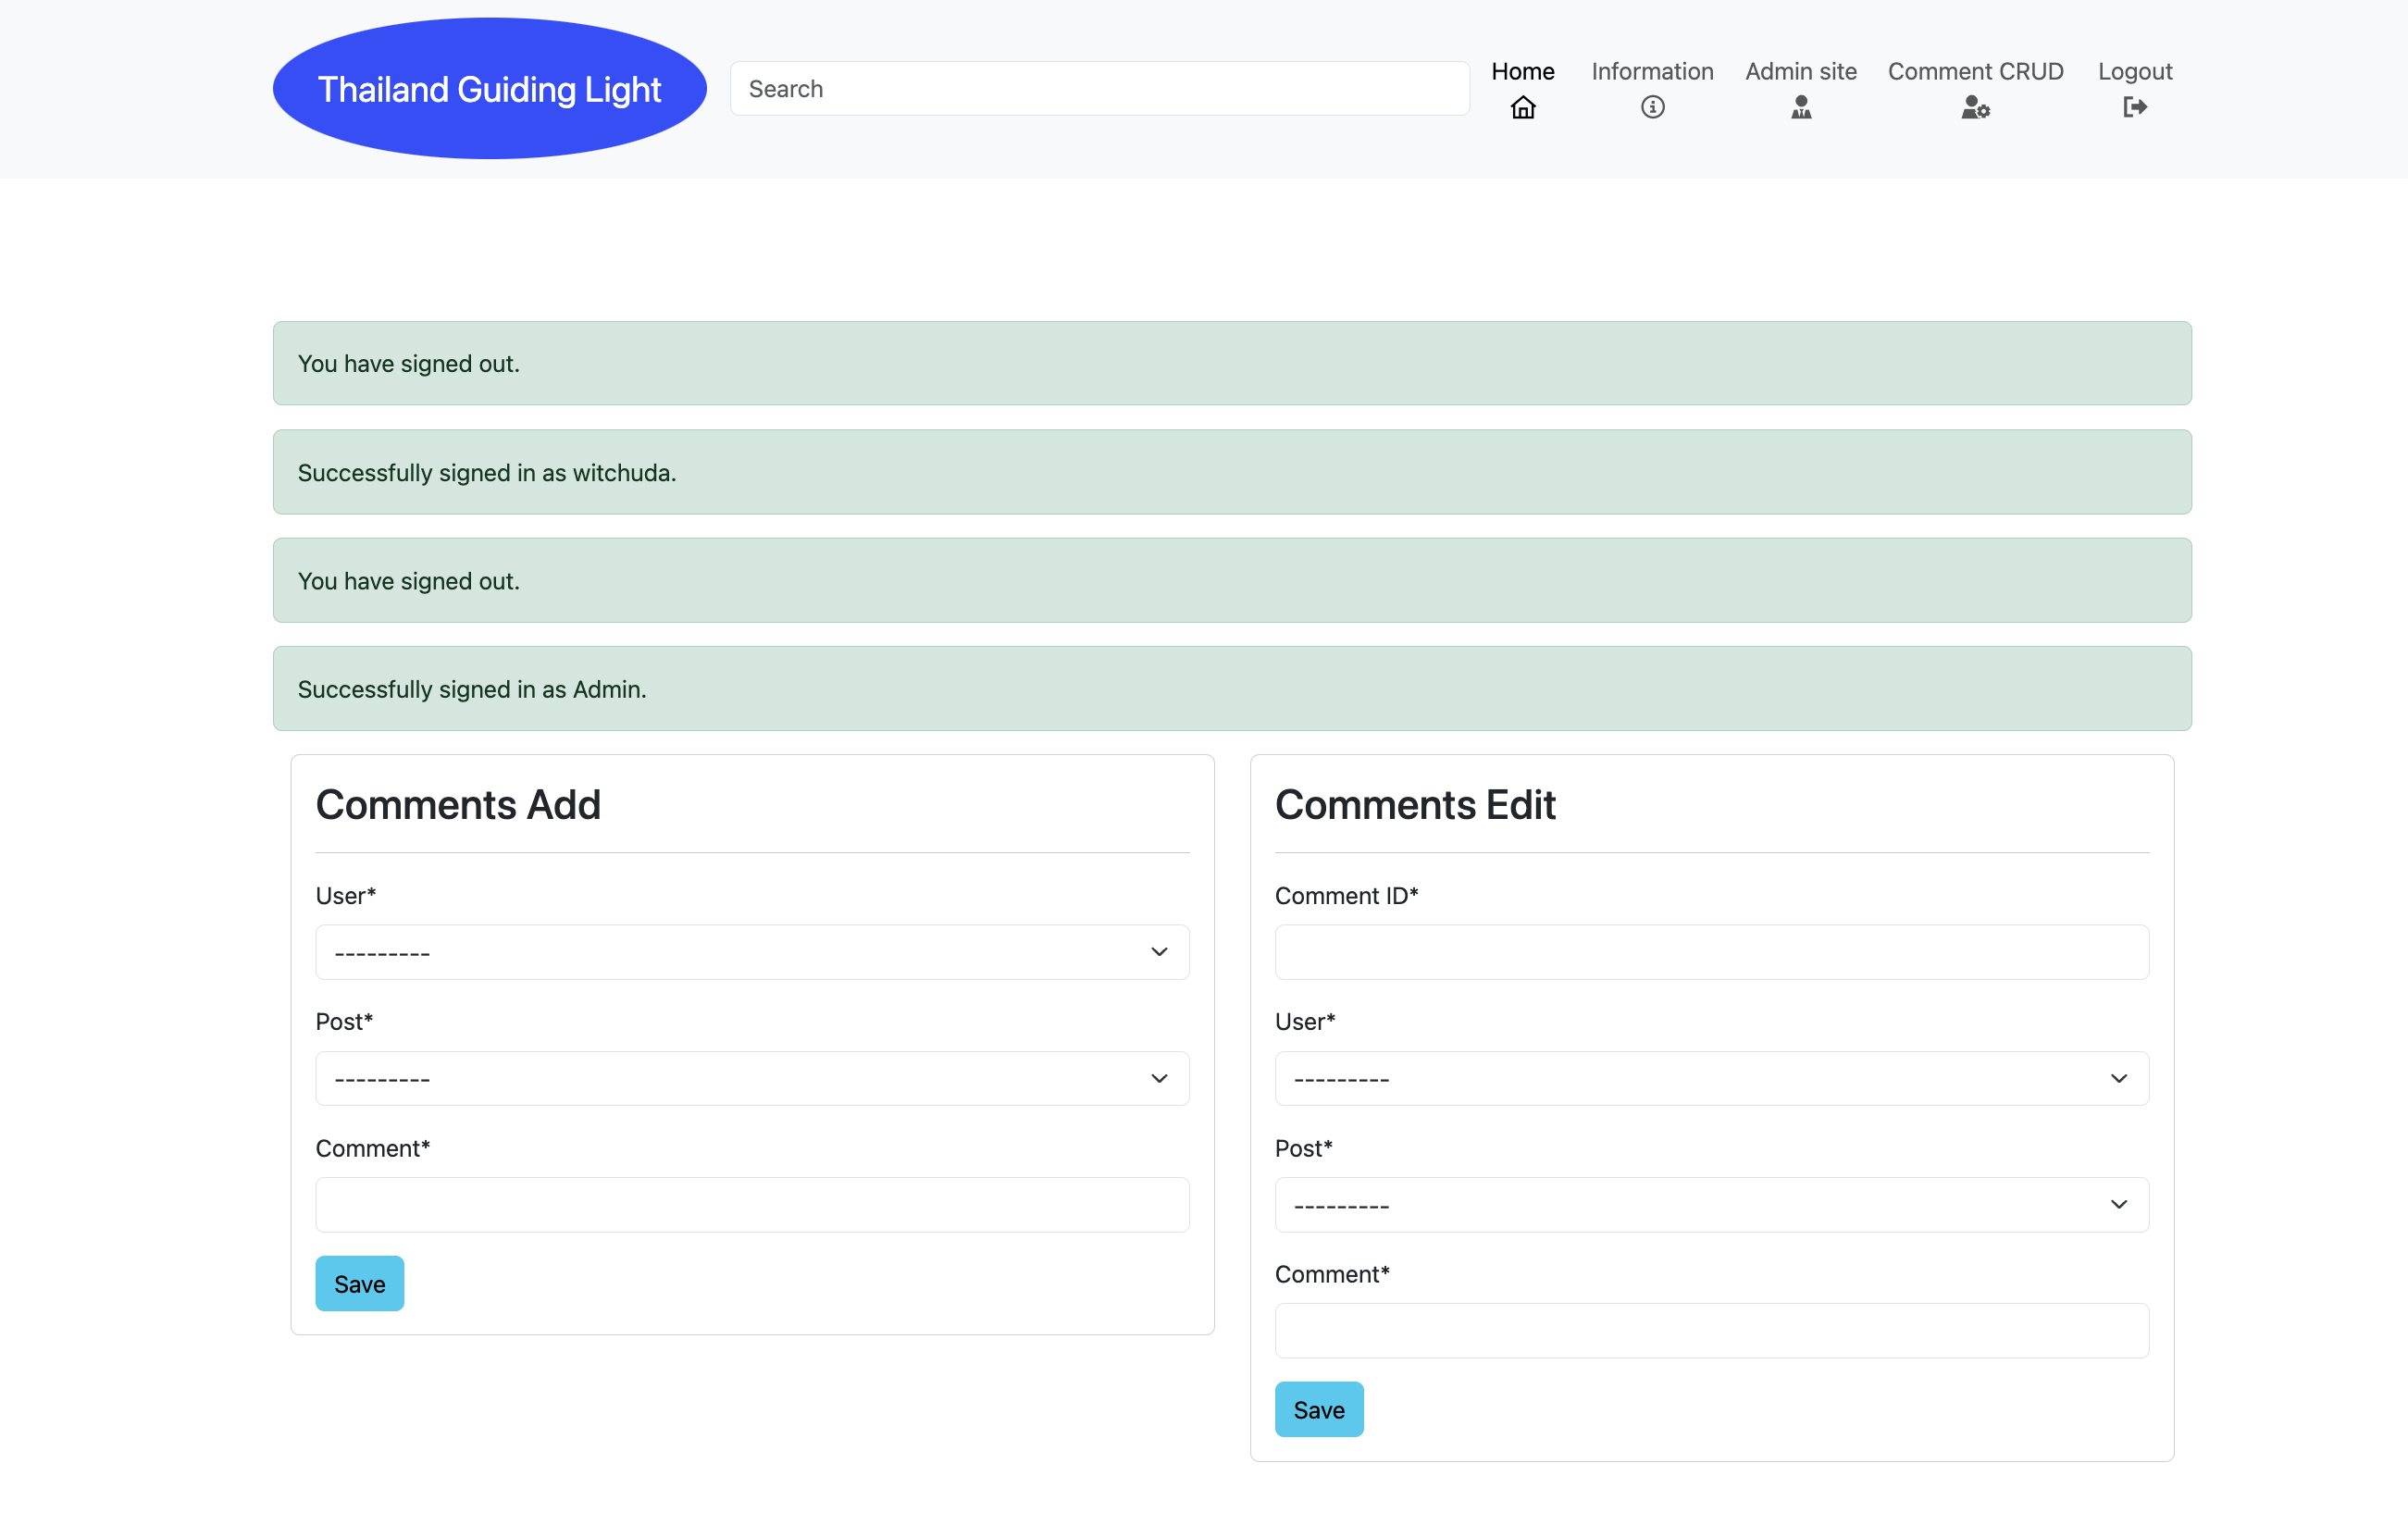 Thailand Guiding Light
Search
Home
Information
Admin site
Comment CRUD
Logout
You have signed out.
Successfully signed in as witchuda.
You have signed out.
Successfully signed in as Admin.
Comments Add
User*
---------
Post*
---------
Comment*
Save
Comments Edit
Comment ID*
User*
---------
Post*
---------
Comment*
Save